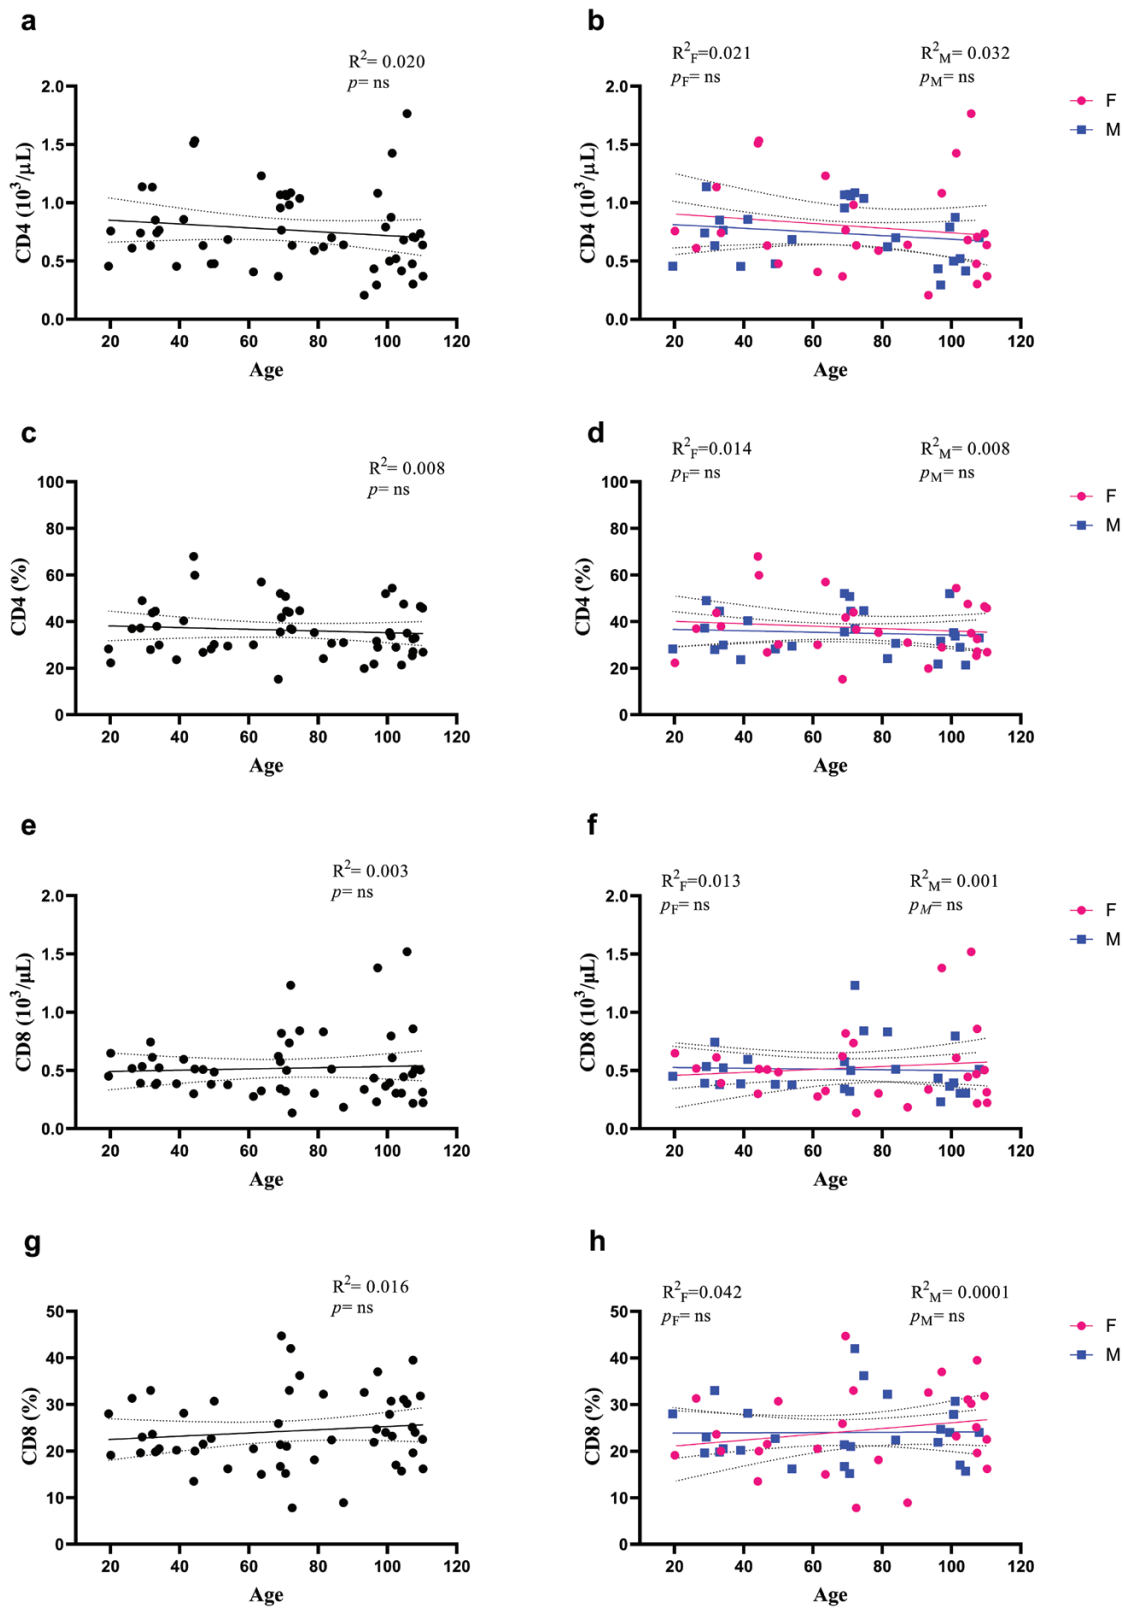 a
R²= 0.020
p= ns
CD4 (10³/µL)
2.0
1.5
1.0
0.5
0.0
20 40 60 80 100 120
Age
b
R²F=0.021
pF= ns
R²M= 0.032
pM= ns
F
M
CD4 (10³/µL)
2.0
1.5
1.0
0.5
0.0
20 40 60 80 100 120
Age
c
R²= 0.008
p= ns
CD4 (%)
100
80
60
40
20
0
20 40 60 80 100 120
Age
d
R²F=0.014
pF= ns
R²M= 0.008
pM= ns
F
M
CD4 (%)
100
80
60
40
20
0
20 40 60 80 100 120
Age
e
R²= 0.003
p= ns
CD8 (10³/µL)
2.0
1.5
1.0
0.5
0.0
20 40 60 80 100 120
Age
f
R²F=0.013
pF= ns
R²M= 0.001
pM= ns
F
M
CD8 (10³/µL)
2.0
1.5
1.0
0.5
0.0
20 40 60 80 100 120
Age
g
R²= 0.016
p= ns
CD8 (%)
50
40
30
20
10
0
20 40 60 80 100 120
Age
h
R²F=0.042
pF= ns
R²M= 0.0001
pM= ns
F
M
CD8 (%)
50
40
30
20
10
0
20 40 60 80 100 120
Age